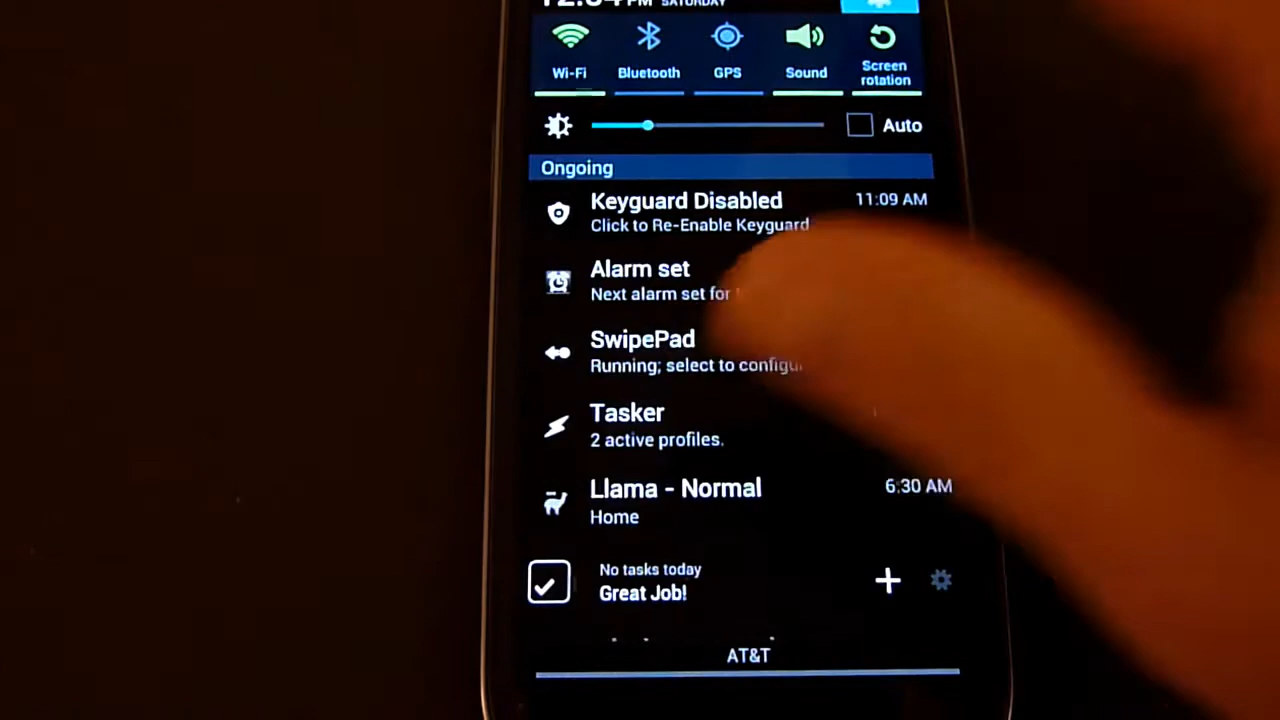 PM SATURDAY
Wi-Fi Bluetooth GPS Sound Screen rotation
Auto
Ongoing
Keyguard Disabled 11:09 AM
Click to Re-Enable Keyguard
Alarm set
Next alarm set for
SwipePad
Running; select to
Tasker
2 active profiles.
Llama - Normal 6:30 AM
Home
No tasks today
Great Job!
AT&T